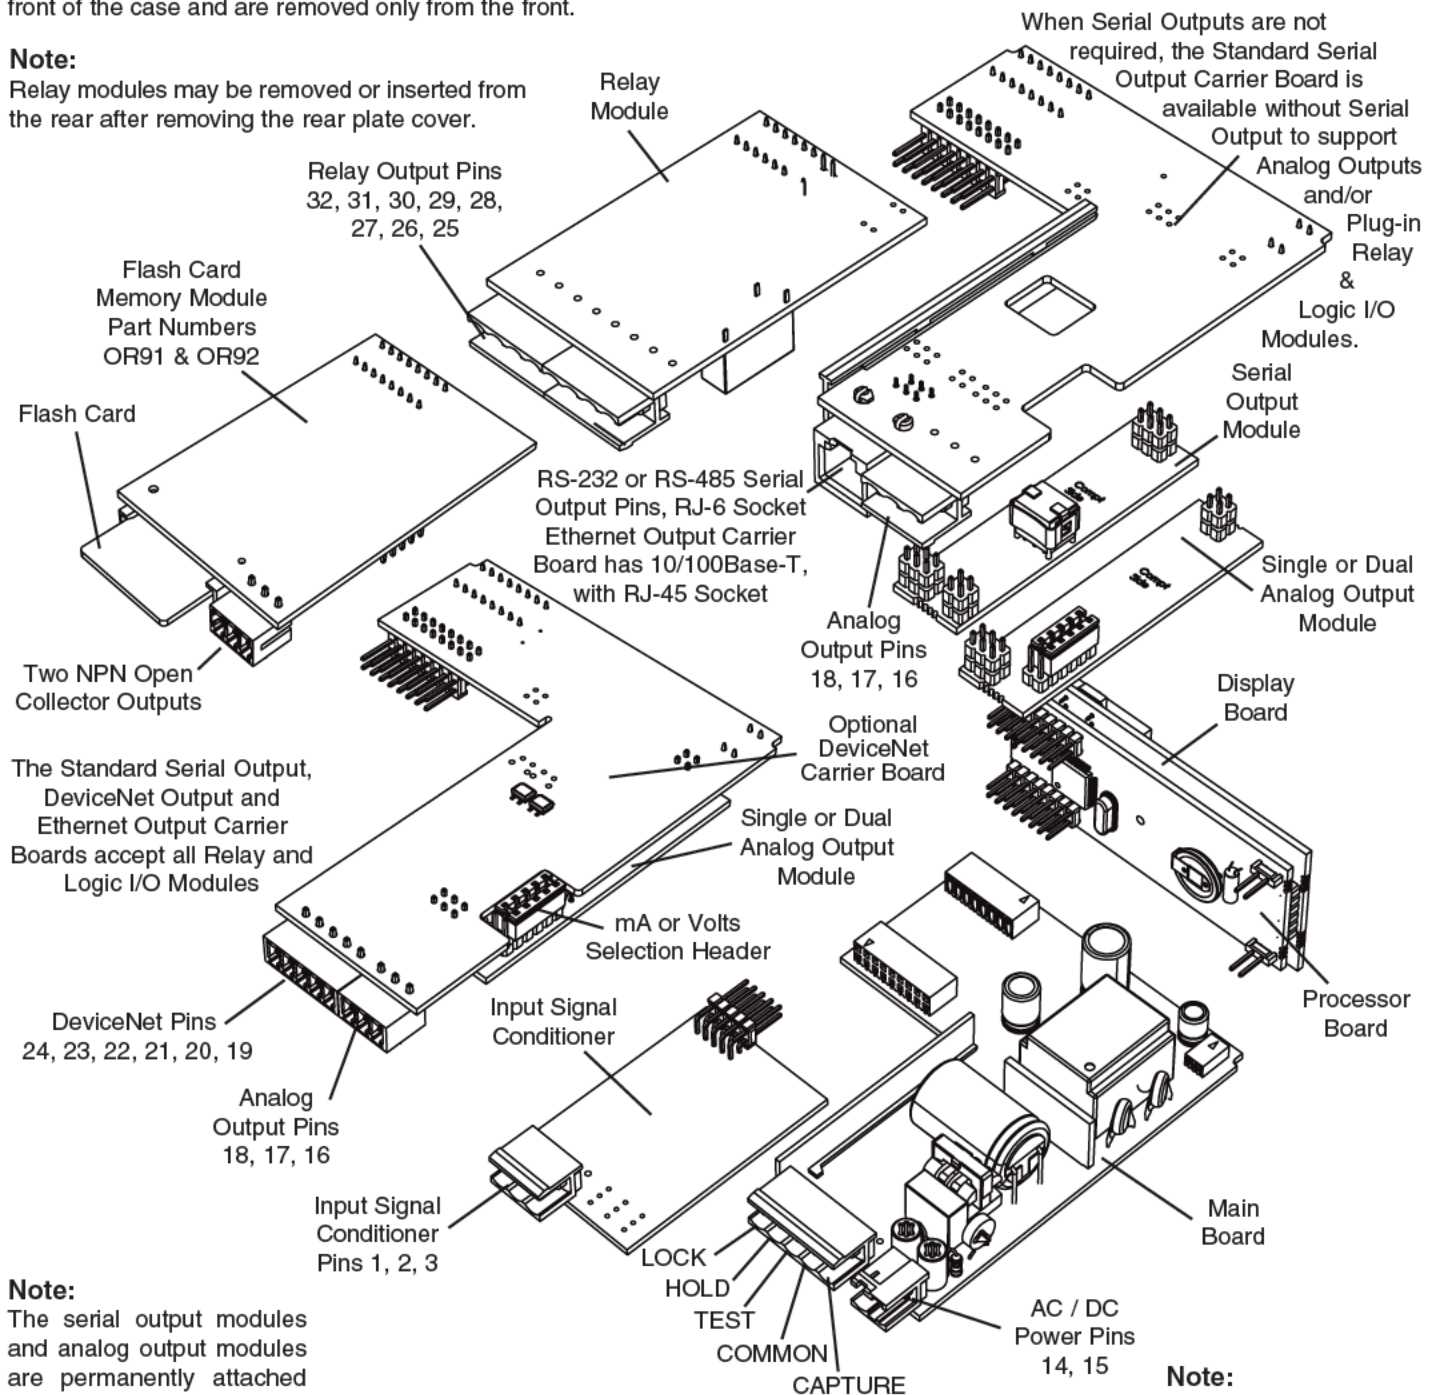 front of the case and are removed only from the front.
Note:
Relay modules may be removed or inserted from
the rear after removing the rear plate cover.
Relay
Module
Relay Output Pins
32, 31, 30, 29, 28,
27, 26, 25
When Serial Outputs are not
required, the Standard Serial
Output Carrier Board is
available without Serial
Output to support
Analog Outputs
and/or
Plug-in
Relay
&
Logic I/O
Modules.
Flash Card
Memory Module
Part Numbers
OR91 & OR92
Flash Card
Serial
Output
Module
RS-232 or RS-485 Serial
Output Pins, RJ-6 Socket
Ethernet Output Carrier
Board has 10/100Base-T,
with RJ-45 Socket
Compt
Side
Compt
Side
Single or Dual
Analog Output
Module
Analog
Output Pins
18, 17, 16
Two NPN Open
Collector Outputs
Display
Board
Optional
DeviceNet
Carrier Board
The Standard Serial Output,
DeviceNet Output and
Ethernet Output Carrier
Boards accept all Relay and
Logic I/O Modules
Single or Dual
Analog Output
Module
mA or Volts
Selection Header
Input Signal
Conditioner
Processor
Board
DeviceNet Pins
24, 23, 22, 21, 20, 19
Analog
Output Pins
18, 17, 16
Input Signal
Conditioner
Pins 1, 2, 3
Main
Board
LOCK
HOLD
TEST
COMMON
CAPTURE
AC / DC
Power Pins
14, 15
Note:
The serial output modules
and analog output modules
are permanently attached
Note: